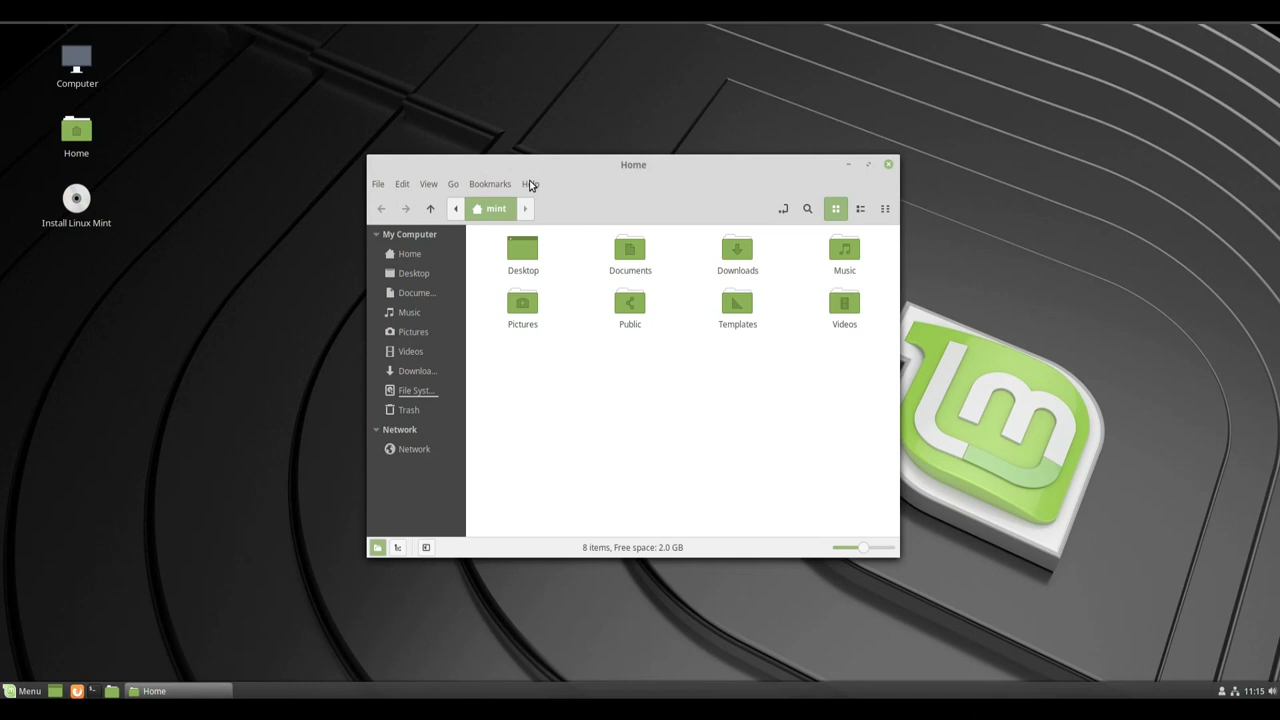 Computer
Home
Install Linux Mint
Home
File Edit View Go Bookmarks
mint
My Computer
Home
Desktop
Docume...
Music
Pictures
Videos
Downloa...
File Syst...
Trash
Network
Network
Desktop Documents Downloads Music
Pictures Public Templates Videos
8 items, Free space: 2.0 GB
Menu Home 11:15